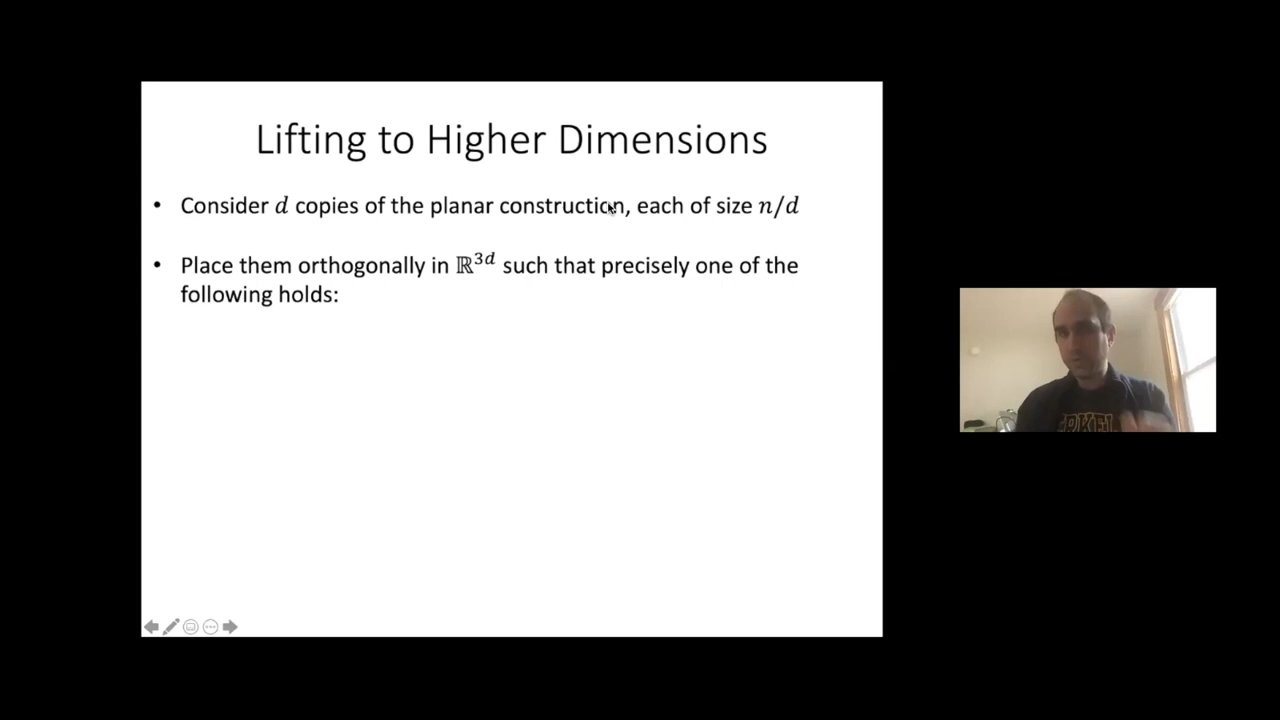 Lifting to Higher Dimensions
• Consider d copies of the planar construction, each of size n/d
• Place them orthogonally in ℝ³ᵈ such that precisely one of the
following holds: